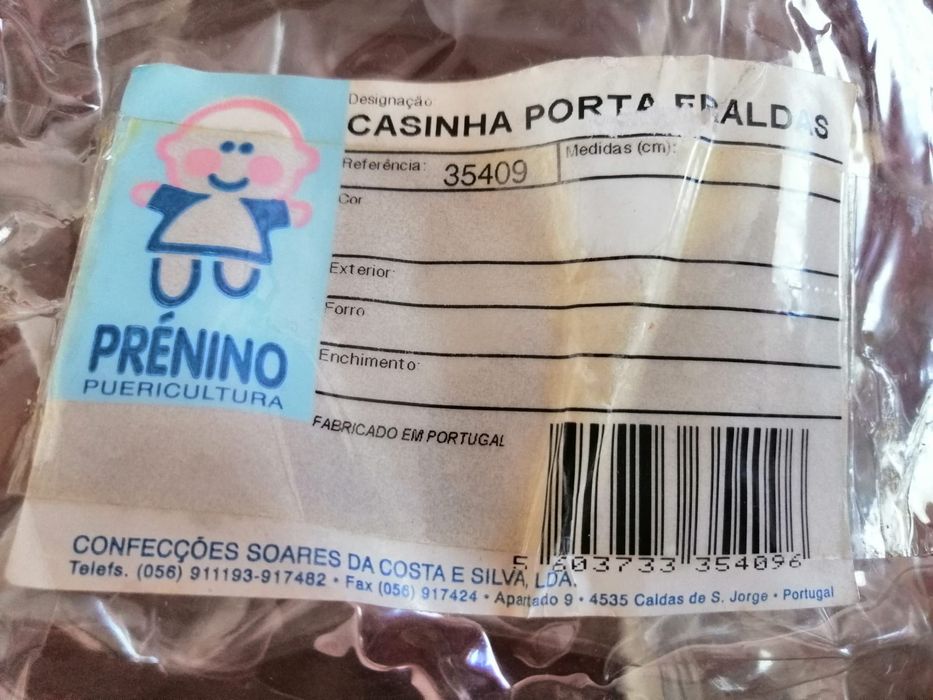 Designação:
CASINHA PORTA FRALDAS
Referência: 35409 Medidas (cm):
Cor
Exterior:
Forro
Enchimento:
PRÉNINO
PUERICULTURA
FABRICADO EM PORTUGAL
5 603733 354096
CONFECÇÕES SOARES DA COSTA E SILVA, LDA.
Telefs. (056) 911193-917482 • Fax (056) 917424 • Apartado 9 • 4535 Caldas de S. Jorge • Portugal